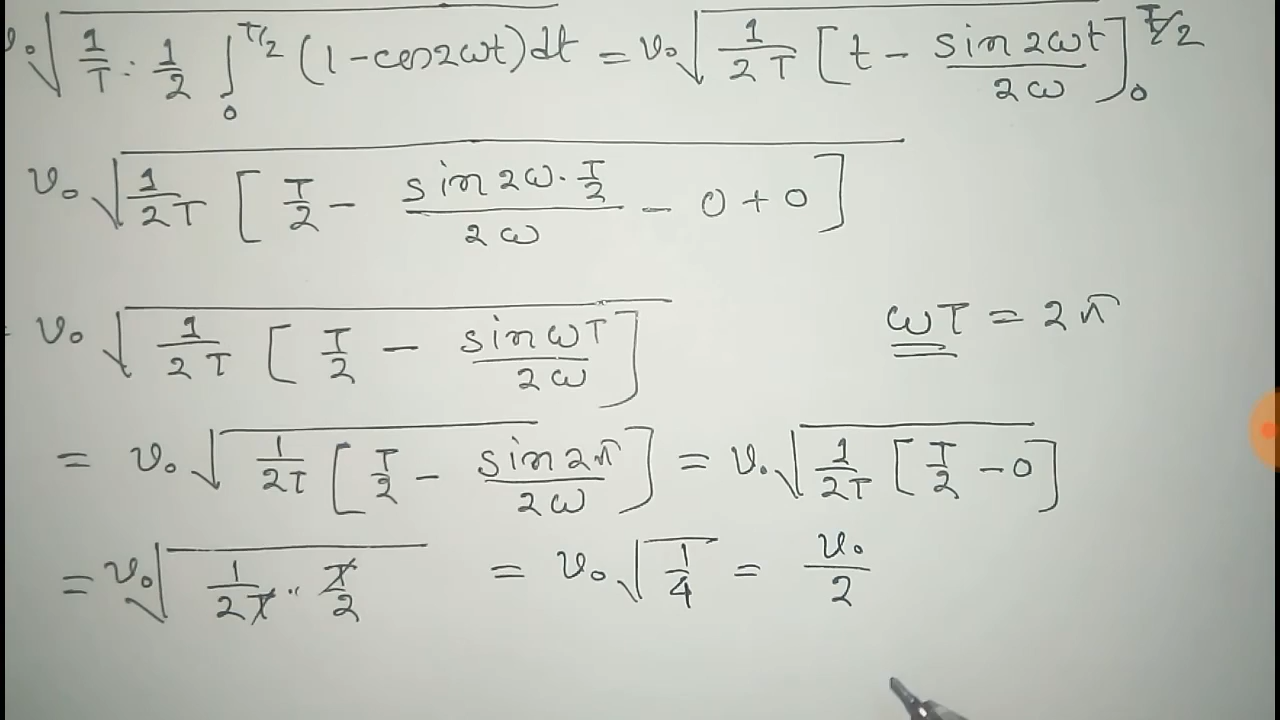 v₀√(1/T · 1/2 ∫₀^{T/2} (1-cos2ωt)dt) = v₀√(1/2T [t - sin2ωt/2ω]₀^{T/2})
v₀√(1/2T [T/2 - sin2ω·T/2 / 2ω - 0 + 0])
= v₀√(1/2T [T/2 - sinωT/2ω]) ωT = 2π
= v₀√(1/2T [T/2 - sin2π/2ω]) = v₀√(1/2T [T/2 - 0])
= v₀√(1/2T · T/2) = v₀√(1/4) = v₀/2